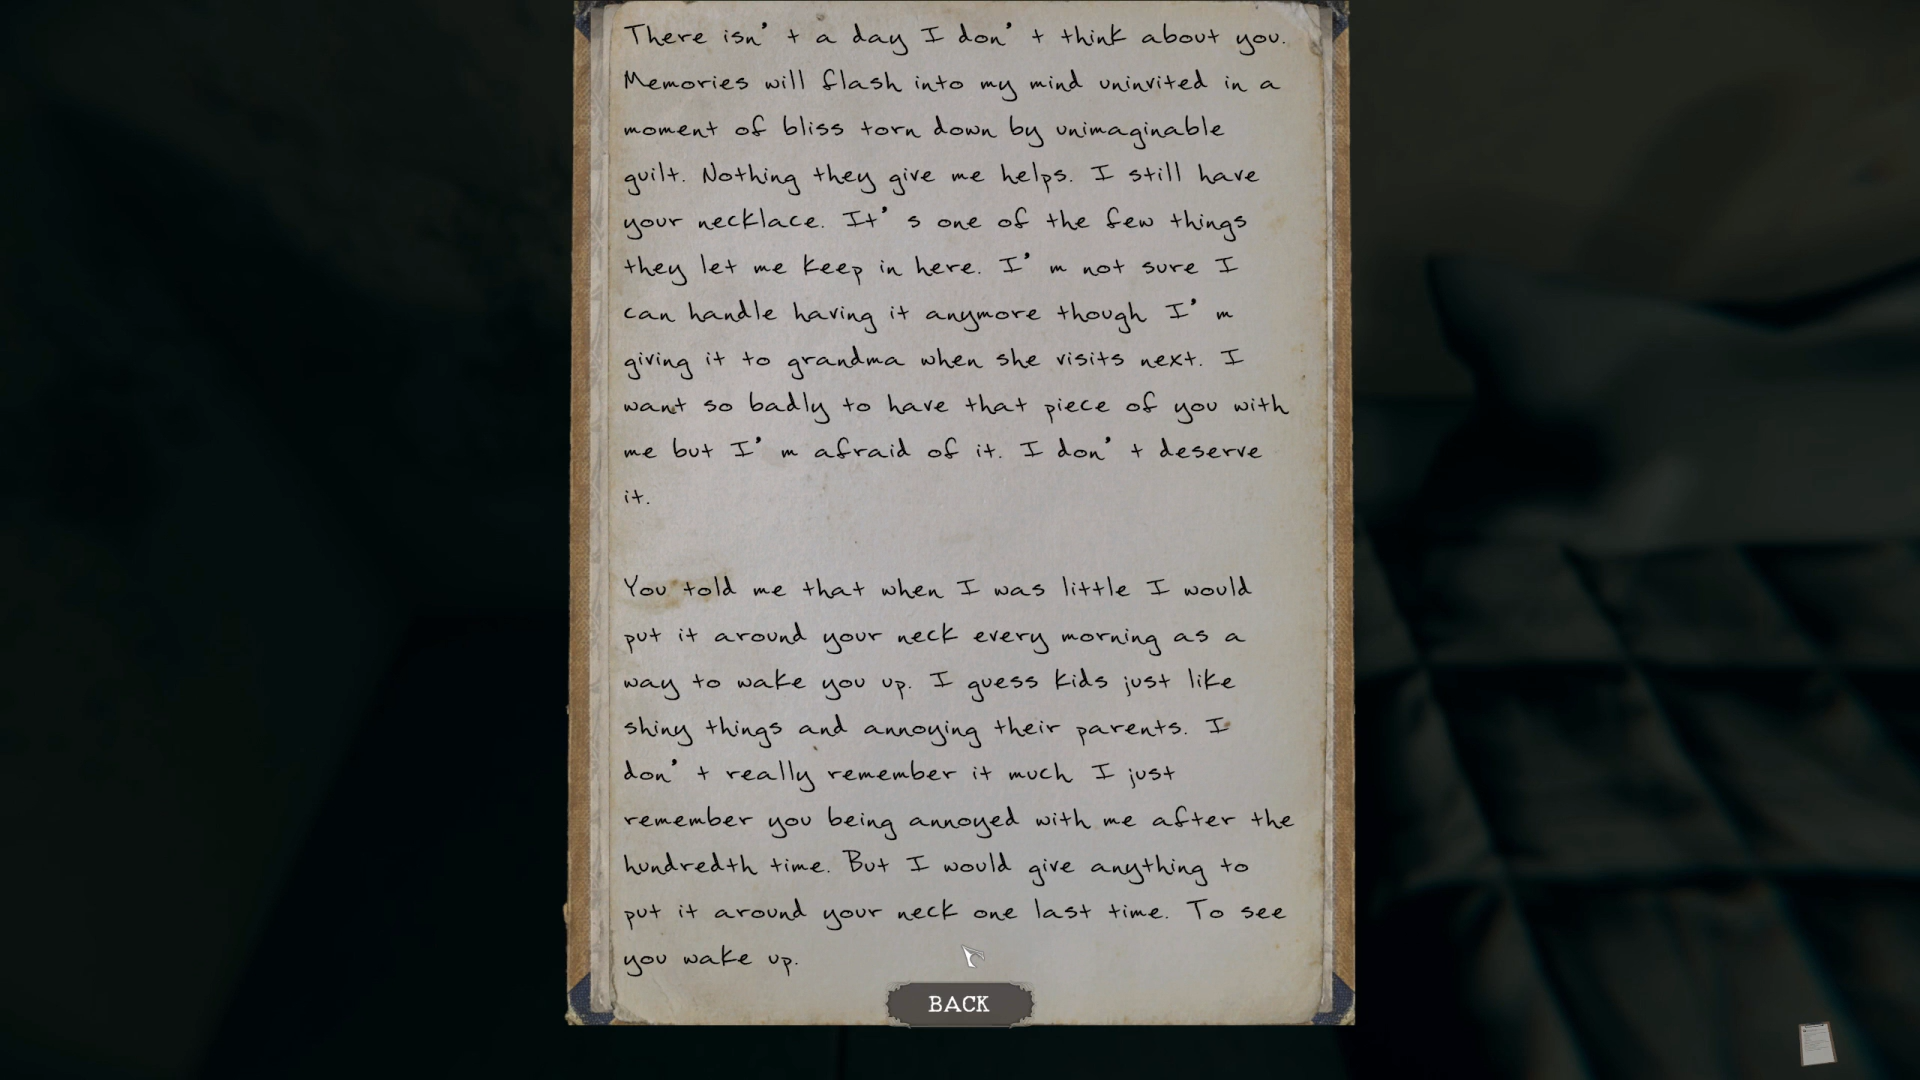 There isn’ t a day I don’ t think about you.
Memories will flash into my mind uninvited in a
moment of bliss torn down by unimaginable
guilt. Nothing they give me helps. I still have
your necklace. It’ s one of the few things
they let me keep in here. I’ m not sure I
can handle having it anymore though I’ m
giving it to grandma when she visits next. I
want so badly to have that piece of you with
me but I’ m afraid of it. I don’ t deserve
it.
You told me that when I was little I would
put it around your neck every morning as a
way to wake you up. I guess kids just like
shiny things and annoying their parents. I
don’ t really remember it much I just
remember you being annoyed with me after the
hundredth time. But I would give anything to
put it around your neck one last time. To see
you wake up.
BACK